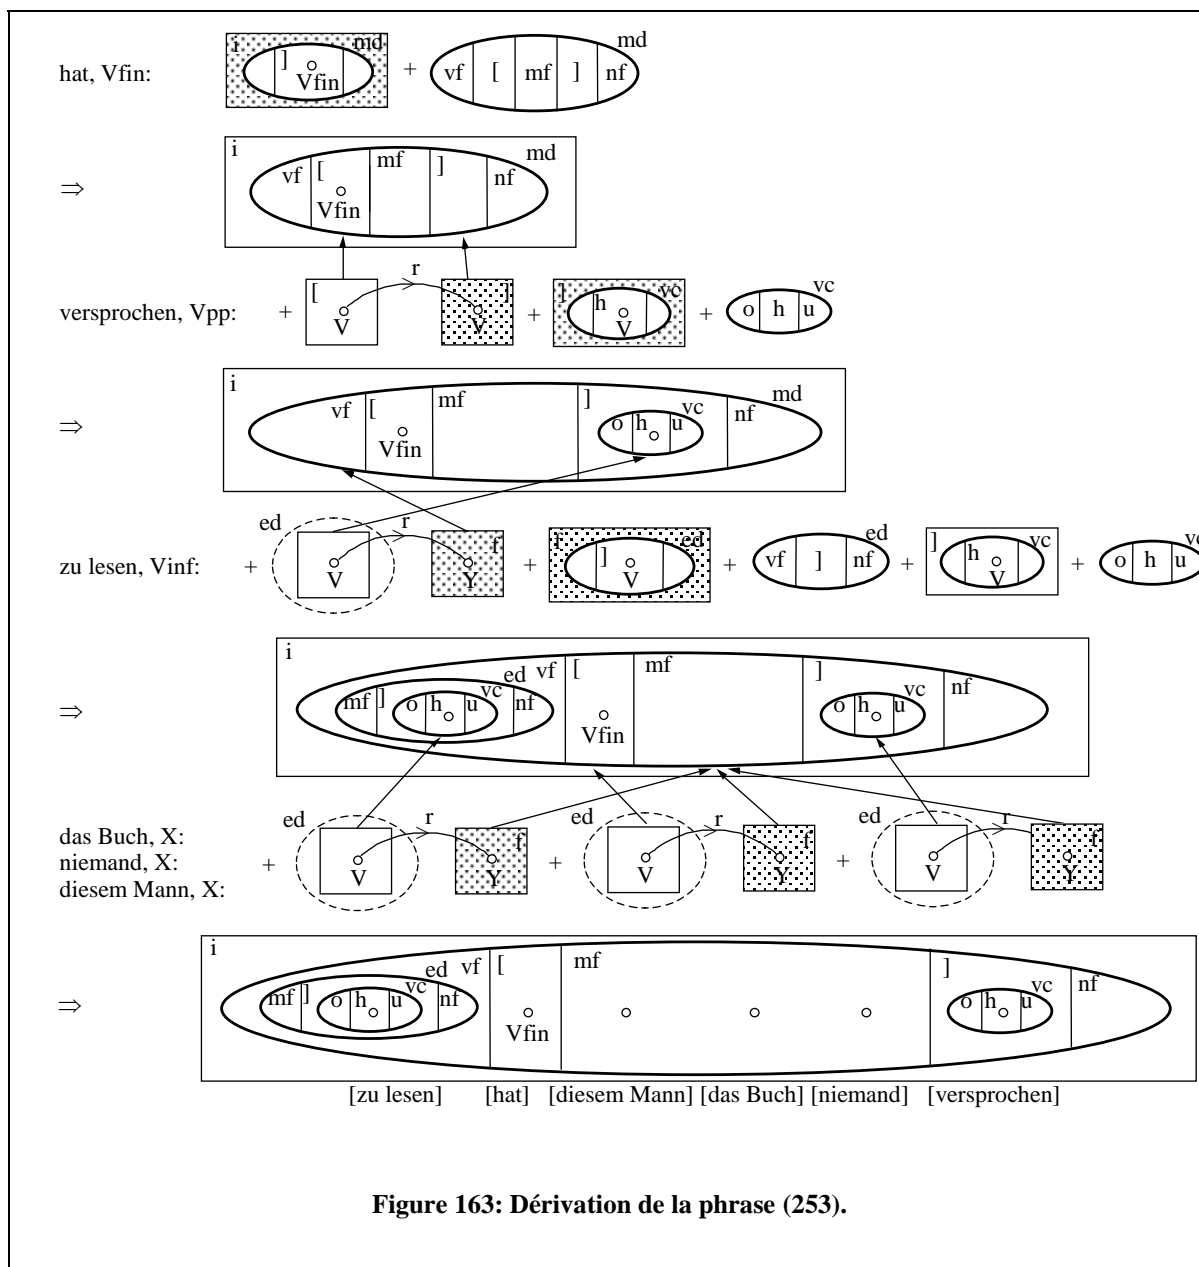 i ] md
hat, Vfin: Vfin + vf [ mf ] nf md
i
⇒ vf [ mf ] nf md
Vfin
r
versprochen, Vpp: + [ V ] V + ] h vc V + o h u vc
i
⇒ vf [ mf ] o h u vc nf md
Vfin
zu lesen, Vinf: + ed V r f Y + f ] ed V + vf ] nf ed + ] h vc V + o h u vc
i
⇒ mf ] o h u vc ed nf vf [ mf ] o h u vc nf
Vfin
das Buch, X:
niemand, X:
diesem Mann, X:
+ ed V r f Y + ed V r f Y + ed V r f Y
i
⇒ mf ] o h u vc ed nf vf [ mf ] o h u vc nf
Vfin
[zu lesen] [hat] [diesem Mann] [das Buch] [niemand] [versprochen]
Figure 163: Dérivation de la phrase (253).